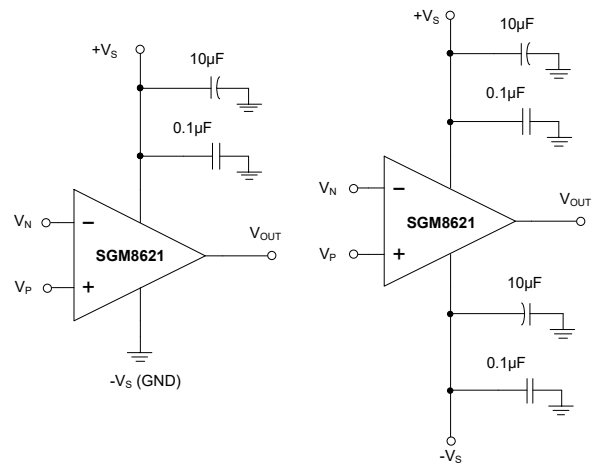 +VS
10µF
0.1µF
VN
−
SGM8621
VOUT
VP
+
-VS (GND)
+VS
10µF
0.1µF
VN
−
SGM8621
VOUT
VP
+
10µF
0.1µF
-VS